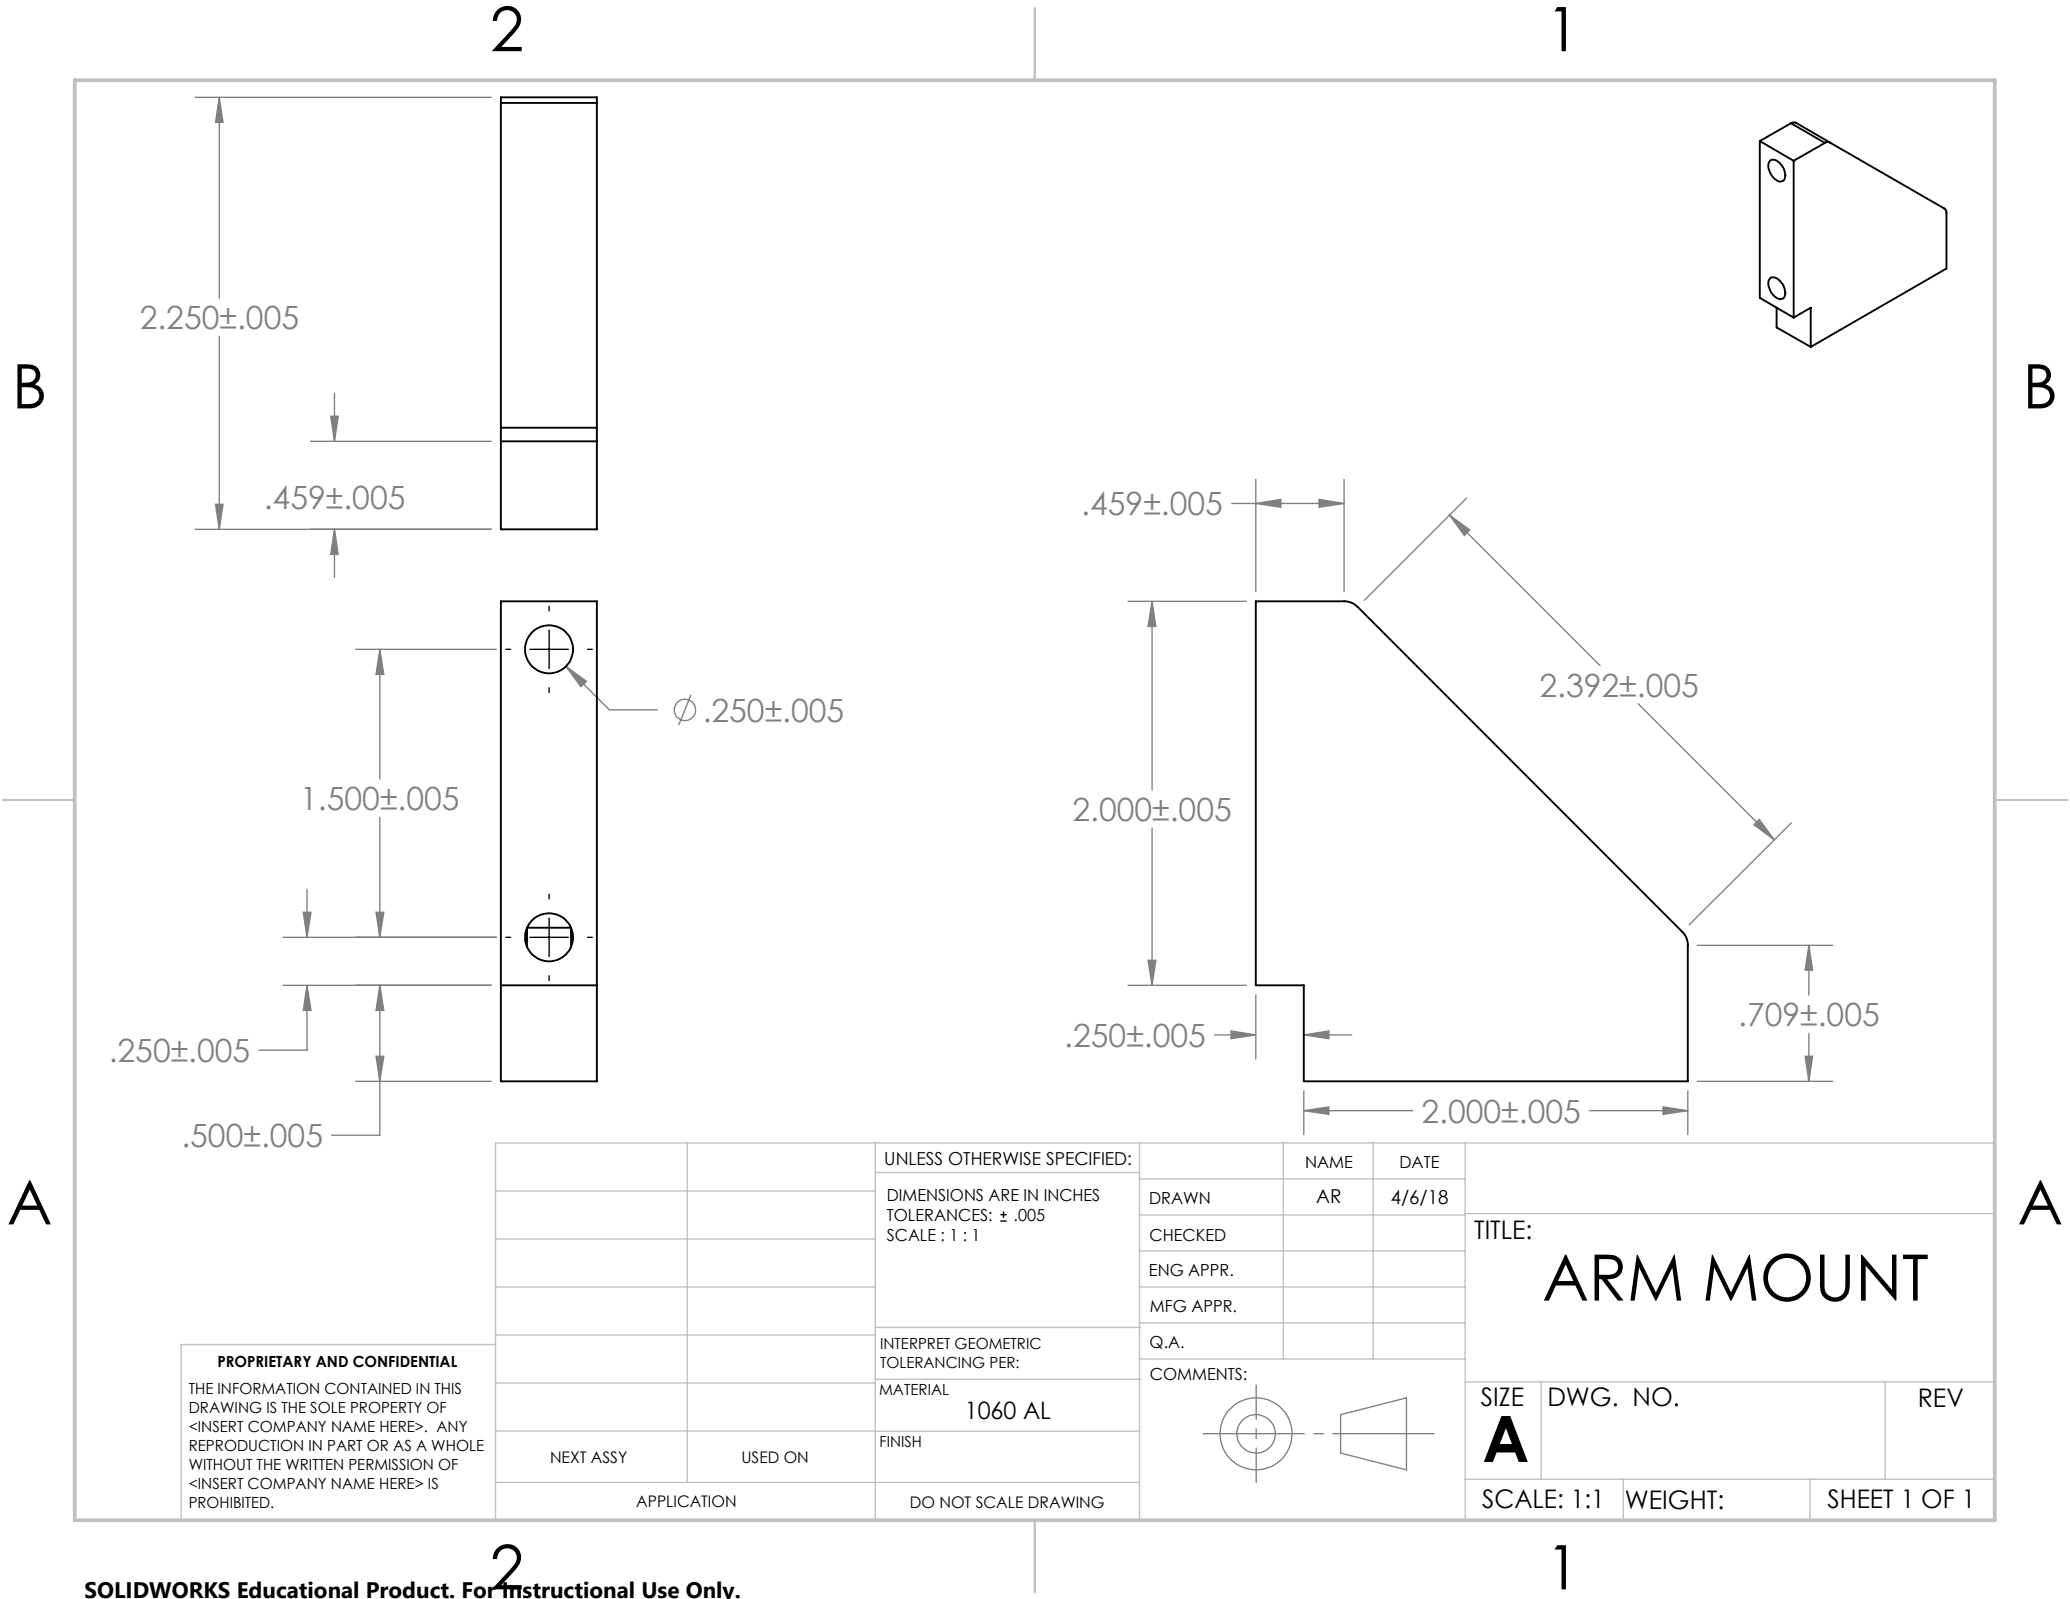 2
1
B
B
A
A
2.250±.005
.459±.005
.459±.005
2.392±.005
∅.250±.005
1.500±.005
2.000±.005
.250±.005
.709±.005
.250±.005
2.000±.005
.500±.005
UNLESS OTHERWISE SPECIFIED:
DIMENSIONS ARE IN INCHES
TOLERANCES: ± .005
SCALE : 1 : 1
INTERPRET GEOMETRIC
TOLERANCING PER:
MATERIAL
1060 AL
FINISH
DO NOT SCALE DRAWING
NAME
DATE
DRAWN
AR
4/6/18
CHECKED
ENG APPR.
MFG APPR.
Q.A.
COMMENTS:
TITLE:
ARM MOUNT
SIZE
A
DWG. NO.
REV
SCALE: 1:1
WEIGHT:
SHEET 1 OF 1
PROPRIETARY AND CONFIDENTIAL
THE INFORMATION CONTAINED IN THIS
DRAWING IS THE SOLE PROPERTY OF
<INSERT COMPANY NAME HERE>. ANY
REPRODUCTION IN PART OR AS A WHOLE
WITHOUT THE WRITTEN PERMISSION OF
<INSERT COMPANY NAME HERE> IS
PROHIBITED.
NEXT ASSY
USED ON
APPLICATION
2
1
SOLIDWORKS Educational Product. For Instructional Use Only.